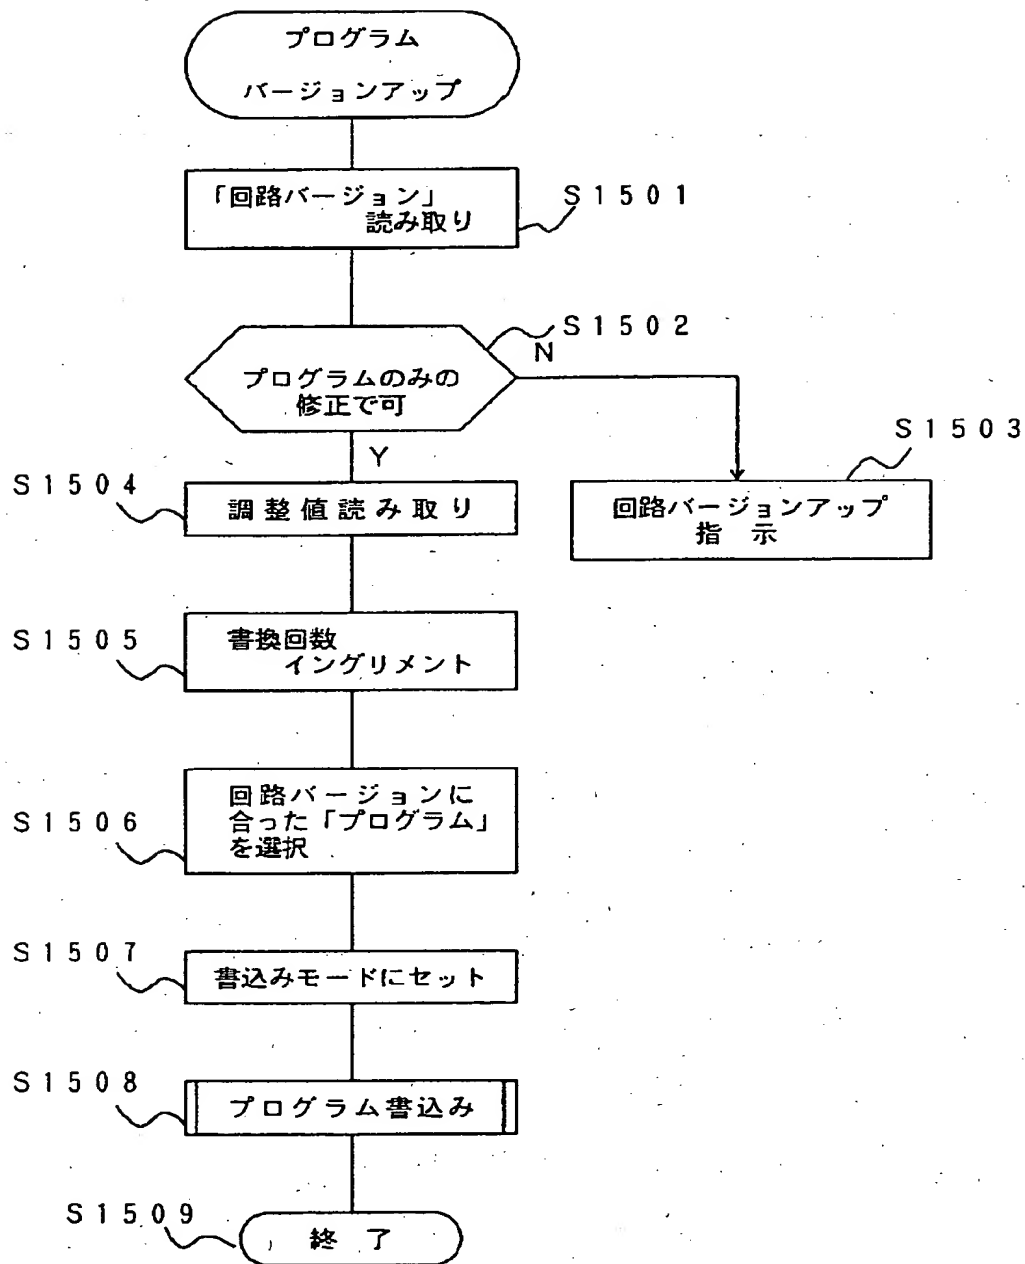 プログラム
バージョンアップ
「回路バージョン」
読み取り
S1501
S1502
N
プログラムのみの
修正で可
Y
S1503
回路バージョンアップ
指 示
S1504
調整値読み取り
S1505
書換回数
イングリメント
S1506
回路バージョンに
合った「プログラム」
を選択
S1507
書込みモードにセット
S1508
プログラム書込み
S1509
終 了